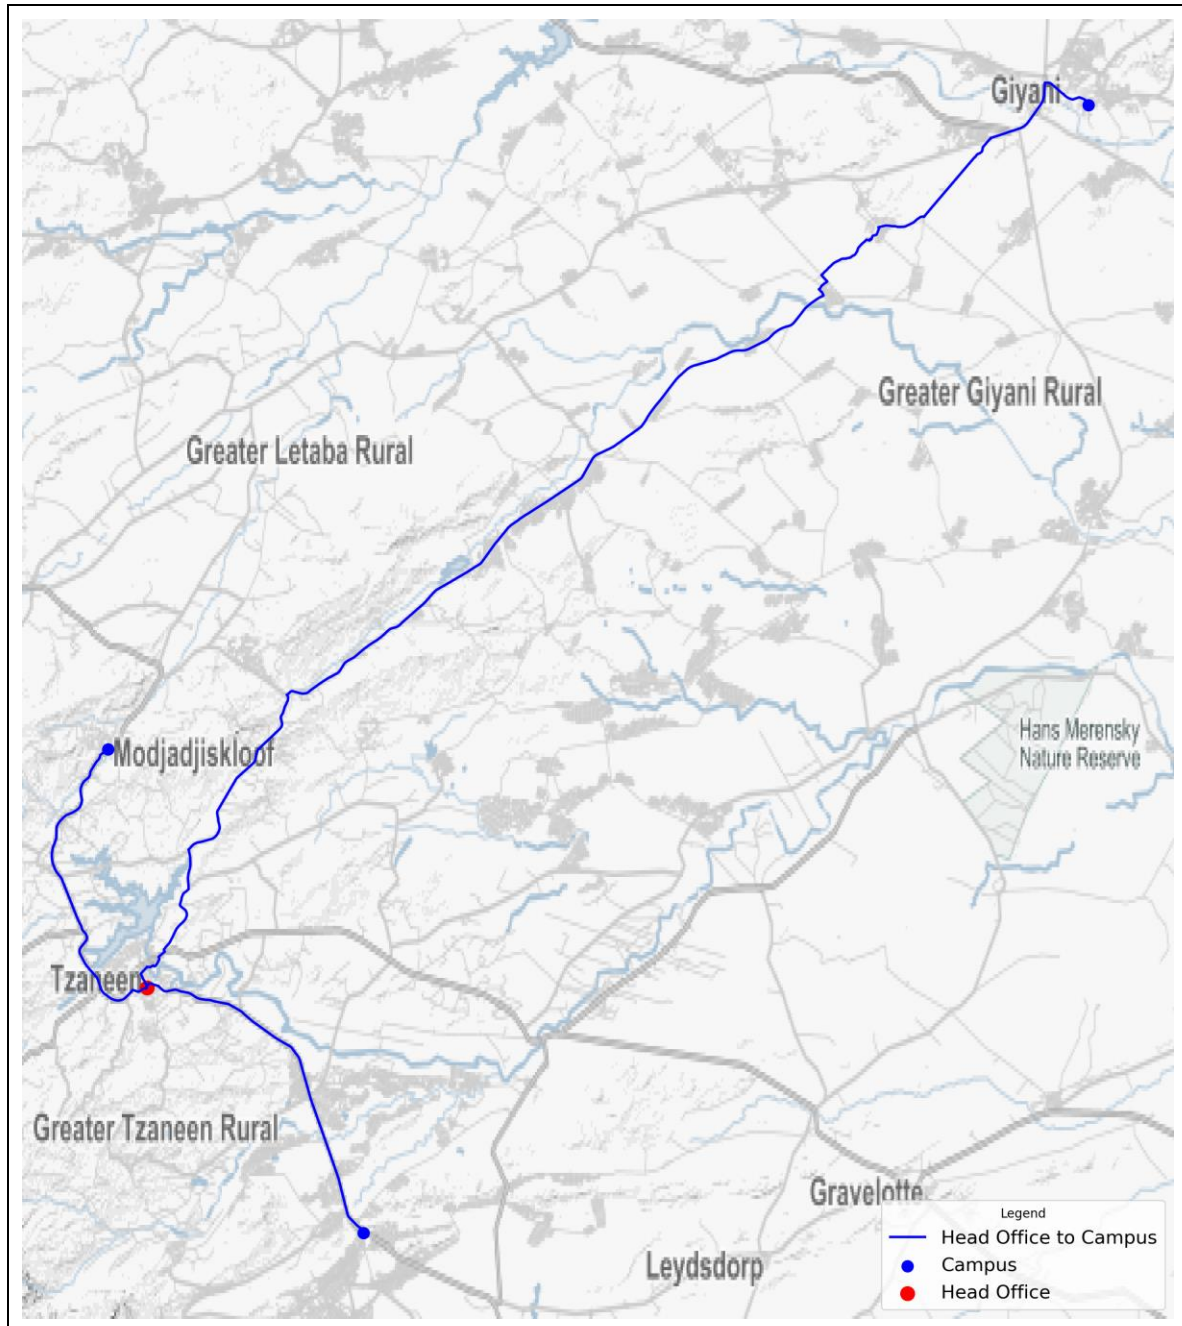 Giyani
Greater Giyani Rural
Greater Letaba Rural
Hans Merensky
Nature Reserve
Modjadjiskloof
Tzaneen
Greater Tzaneen Rural
Gravelotte
Leydsdorp
Legend
Head Office to Campus
Campus
Head Office